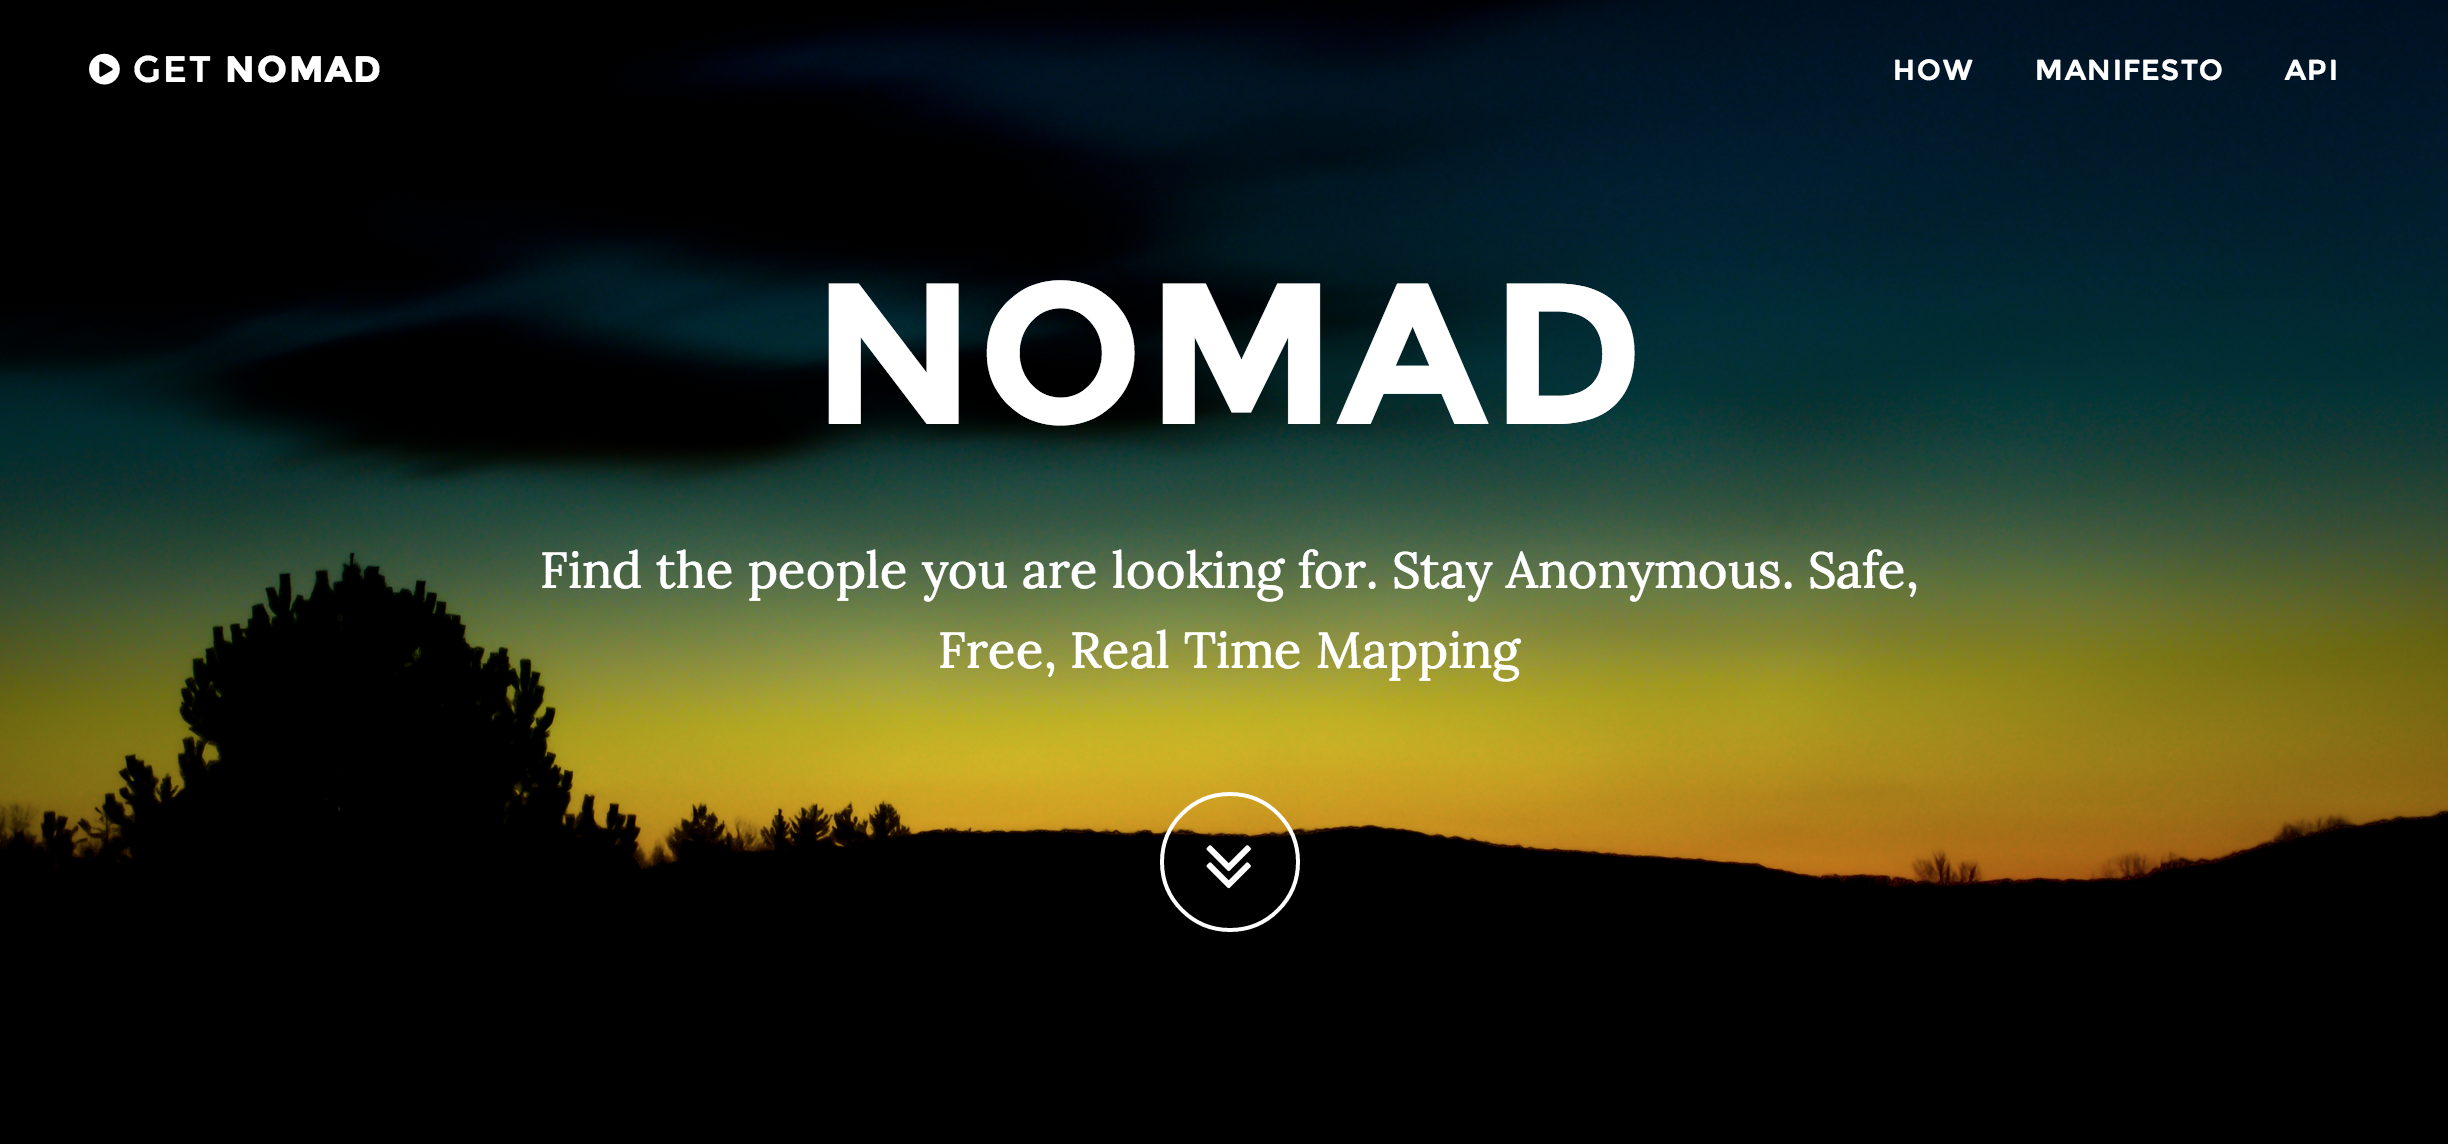 GET NOMAD
HOW
MANIFESTO
API
NOMAD
Find the people you are looking for. Stay Anonymous. Safe,
Free, Real Time Mapping